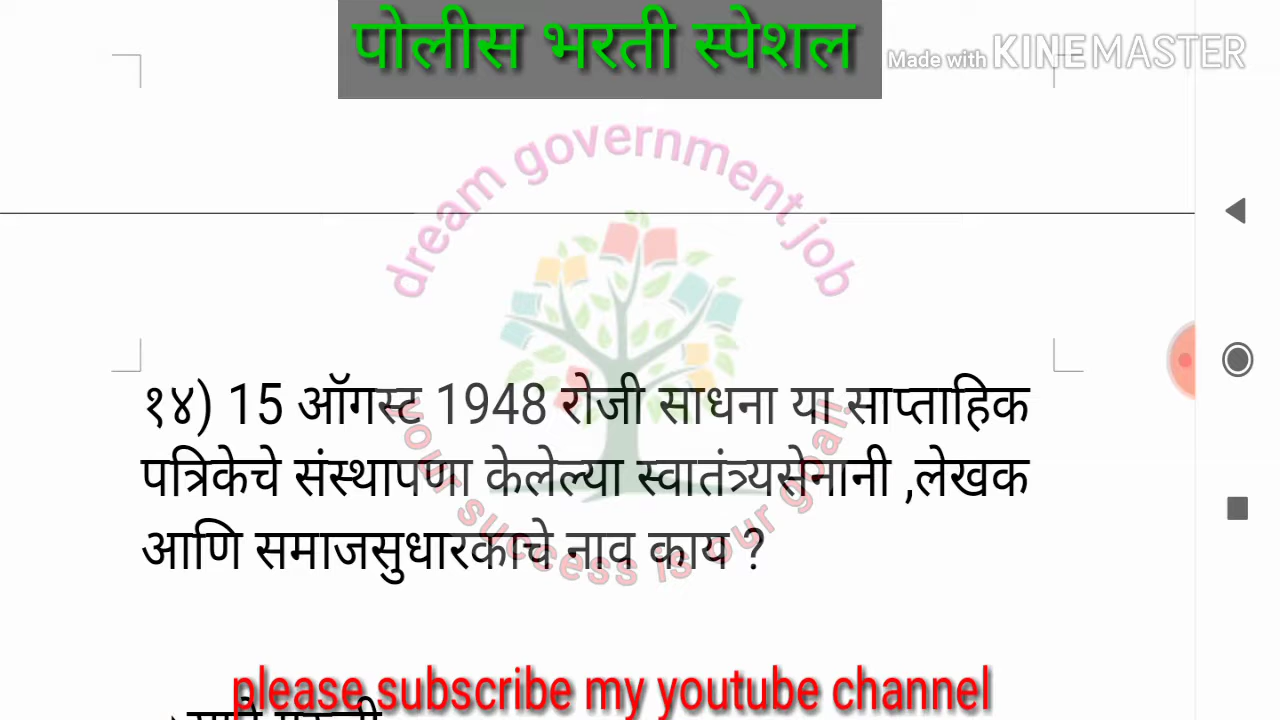 पोलीस भरती स्पेशल
Made with KINEMASTER
dream government job
१४) 15 ऑगस्ट 1948 रोजी साधना या साप्ताहिक
पत्रिकेचे संस्थापणा केलेल्या स्वातंत्र्यसेनानी ,लेखक
आणि समाजसुधारकाचे नाव काय ?
your success is our goal!
please subscribe my youtube channel